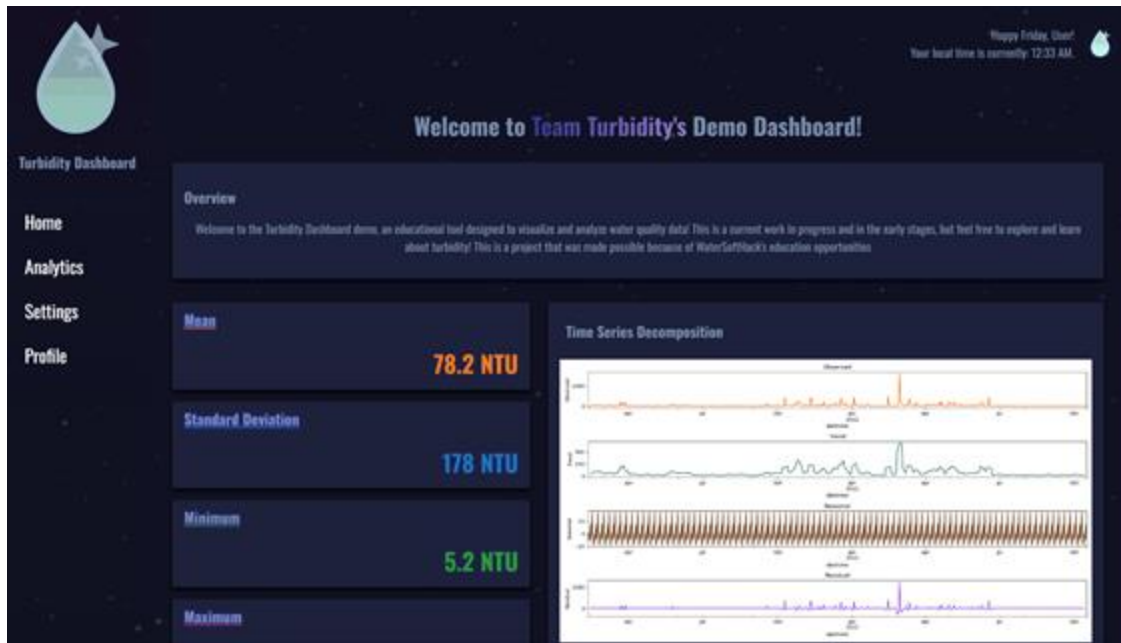 Happy Friday, User!
Your local time is currently: 12:33 AM.
Welcome to Team Turbidity's Demo Dashboard!
Turbidity Dashboard
Home
Analytics
Settings
Profile
Overview
Welcome to the Turbidity Dashboard demo, an educational tool designed to visualize and analyze water quality data! This is a current work in progress and in the early stages, but feel free to explore and learn
about turbidity! This is a project that was made possible because of WaterSoftHack's education opportunities
Mean
78.2 NTU
Standard Deviation
178 NTU
Minimum
5.2 NTU
Maximum
Time Series Decomposition
Observed
Trend
Seasonal
Residual